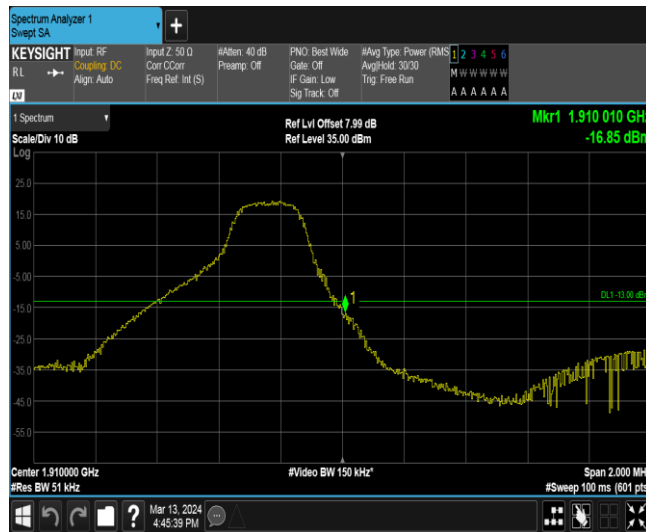 Spectrum Analyzer 1
Swept SA
+
KEYSIGHT
RL
LXI
Input: RF
Coupling: DC
Align: Auto
Input Z: 50 Ω
Corr CCorr
Freq Ref: Int (S)
#Atten: 40 dB
Preamp: Off
PNO: Best Wide
Gate: Off
IF Gain: Low
Sig Track: Off
#Avg Type: Power (RMS
Avg|Hold: 30/30
Trig: Free Run
1 2 3 4 5 6
M W W W W W
A A A A A A
1 Spectrum
Scale/Div 10 dB
Ref Lvl Offset 7.99 dB
Ref Level 35.00 dBm
Mkr1 1.910 010 GHz
-16.85 dBm
Log
25.0
15.0
5.00
-5.00
-15.0
-25.0
-35.0
-45.0
-55.0
1
DL1 -13.00 dBm
Center 1.910000 GHz
#Res BW 51 kHz
#Video BW 150 kHz*
Span 2.000 MH
#Sweep 100 ms (601 pts
?
Mar 13, 2024
4:45:39 PM